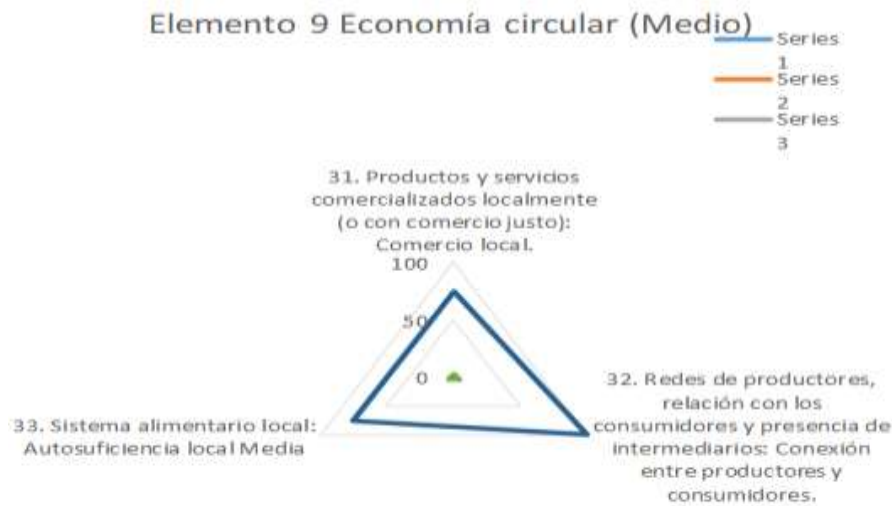 Elemento 9 Economía circular (Medio)
Series
1
Series
2
Series
3
31. Productos y servicios
comercializados localmente
(o con comercio justo):
Comercio local.
100
50
0
32. Redes de productores,
relación con los
consumidores y presencia de
intermediarios: Conexión
entre productores y
consumidores.
33. Sistema alimentario local:
Autosuficiencia local Media